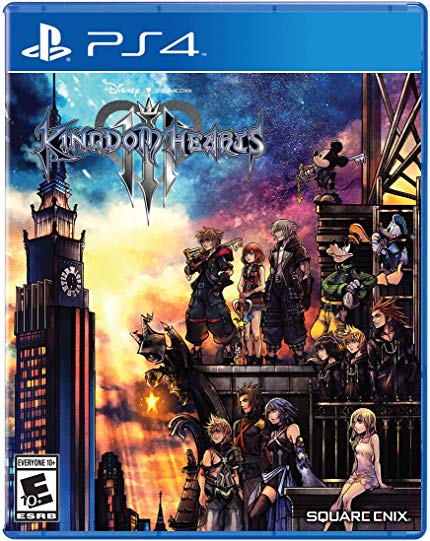 PS4
Disney SQUARE ENIX
KINGDOM HEARTS
III
EVERYONE 10+
E
10+
ESRB
SQUARE ENIX.